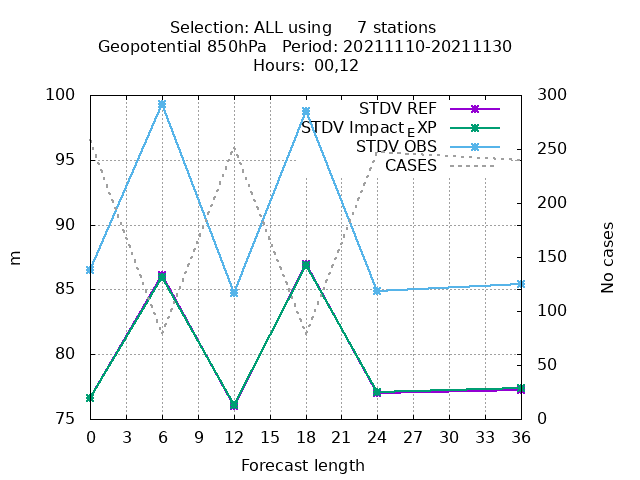 Selection: ALL using 7 stations
Geopotential 850hPa Period: 20211110-20211130
Hours: 00,12
STDV REF
STDV Impact_EXP
STDV OBS
CASES
100
95
90
85
80
75
m
300
250
200
150
100
50
0
No cases
0 3 6 9 12 15 18 21 24 27 30 33 36
Forecast length